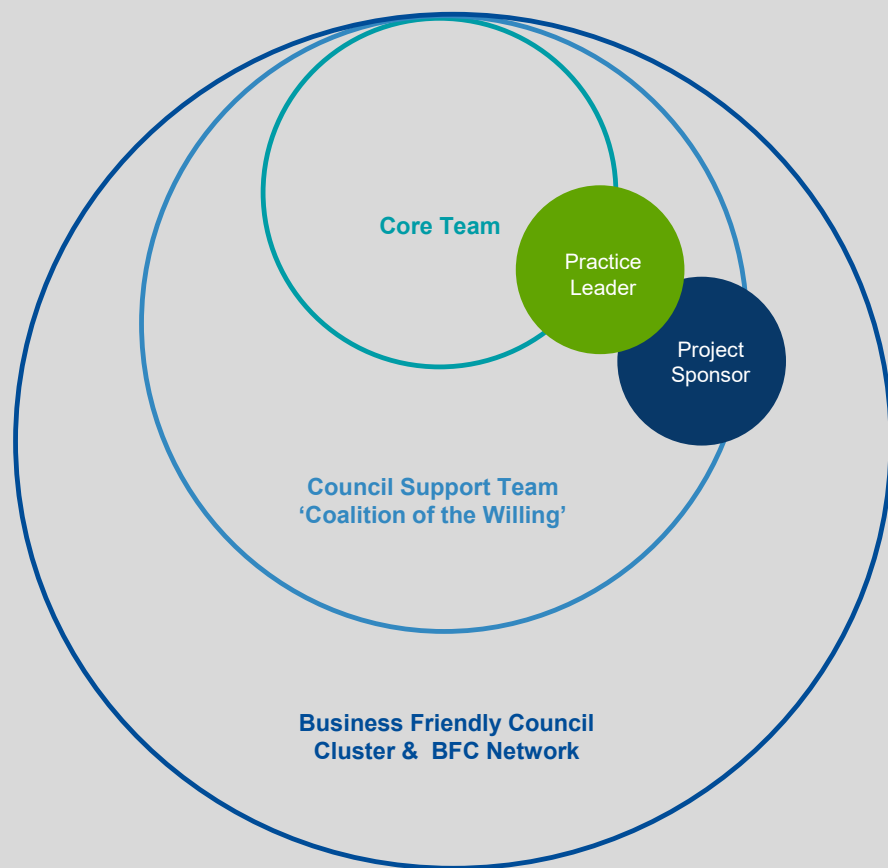 Core Team
Practice
Leader
Project
Sponsor
Council Support Team
‘Coalition of the Willing’
Business Friendly Council
Cluster &  BFC Network